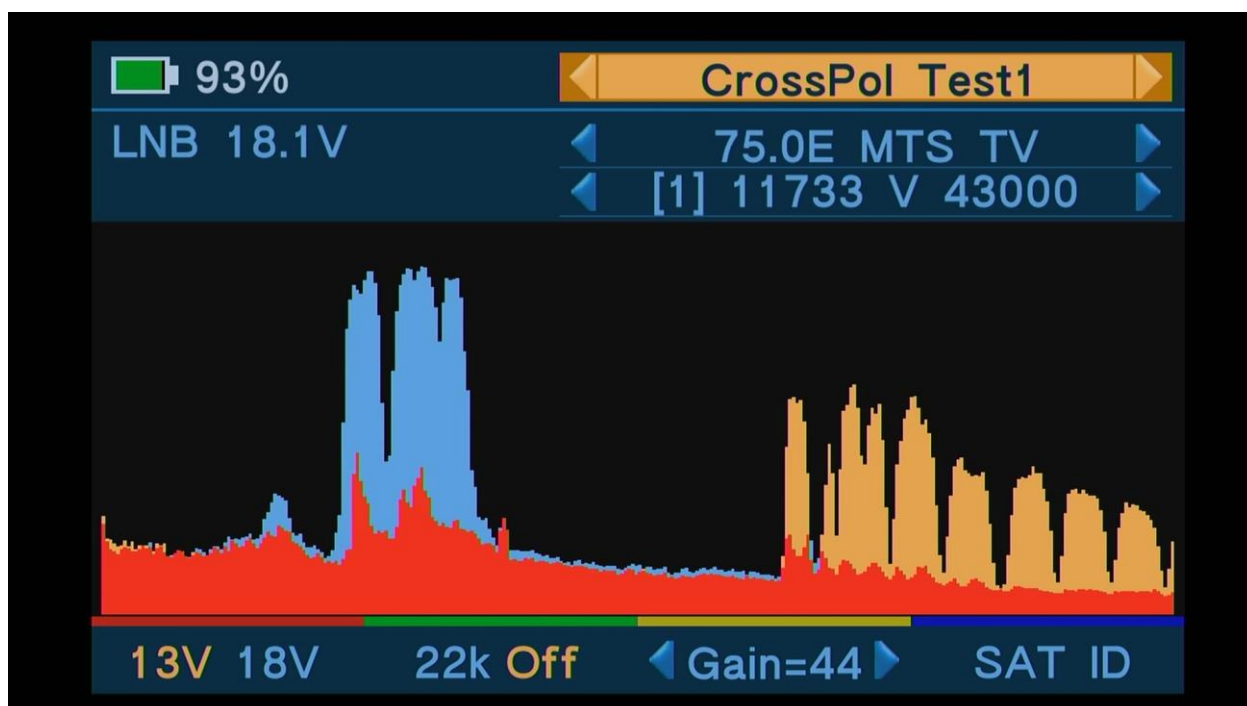 93%
CrossPol Test1
LNB 18.1V
75.0E MTS TV
[1] 11733 V 43000
13V 18V
22k Off
Gain=44
SAT ID